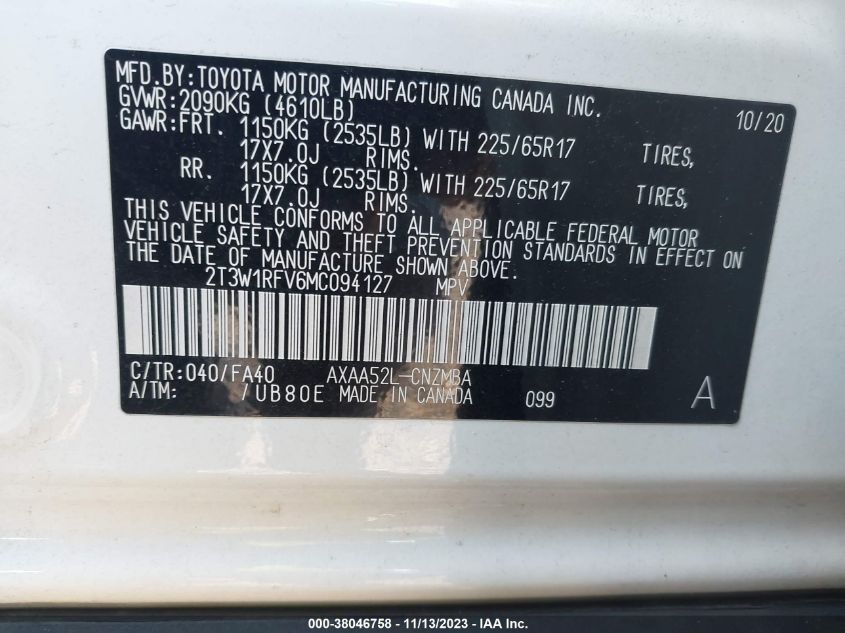 MFD.BY:TOYOTA MOTOR MANUFACTURING CANADA INC.
GVWR:2090KG (4610LB) 10/20
GAWR:FRT. 1150KG (2535LB) WITH 225/65R17 TIRES,
17X7.0J RIMS.
RR. 1150KG (2535LB) WITH 225/65R17 TIRES,
17X7.0J RIMS.
THIS VEHICLE CONFORMS TO ALL APPLICABLE FEDERAL MOTOR
VEHICLE SAFETY AND THEFT PREVENTION STANDARDS IN EFFECT ON
THE DATE OF MANUFACTURE SHOWN ABOVE.
2T3W1RFV6MC094127 MPV
C/TR:040/FA40 AXAA52L-CNZMBA
A/TM: /UB80E MADE IN CANADA 099 A
000-38046758 - 11/13/2023 - IAA Inc.